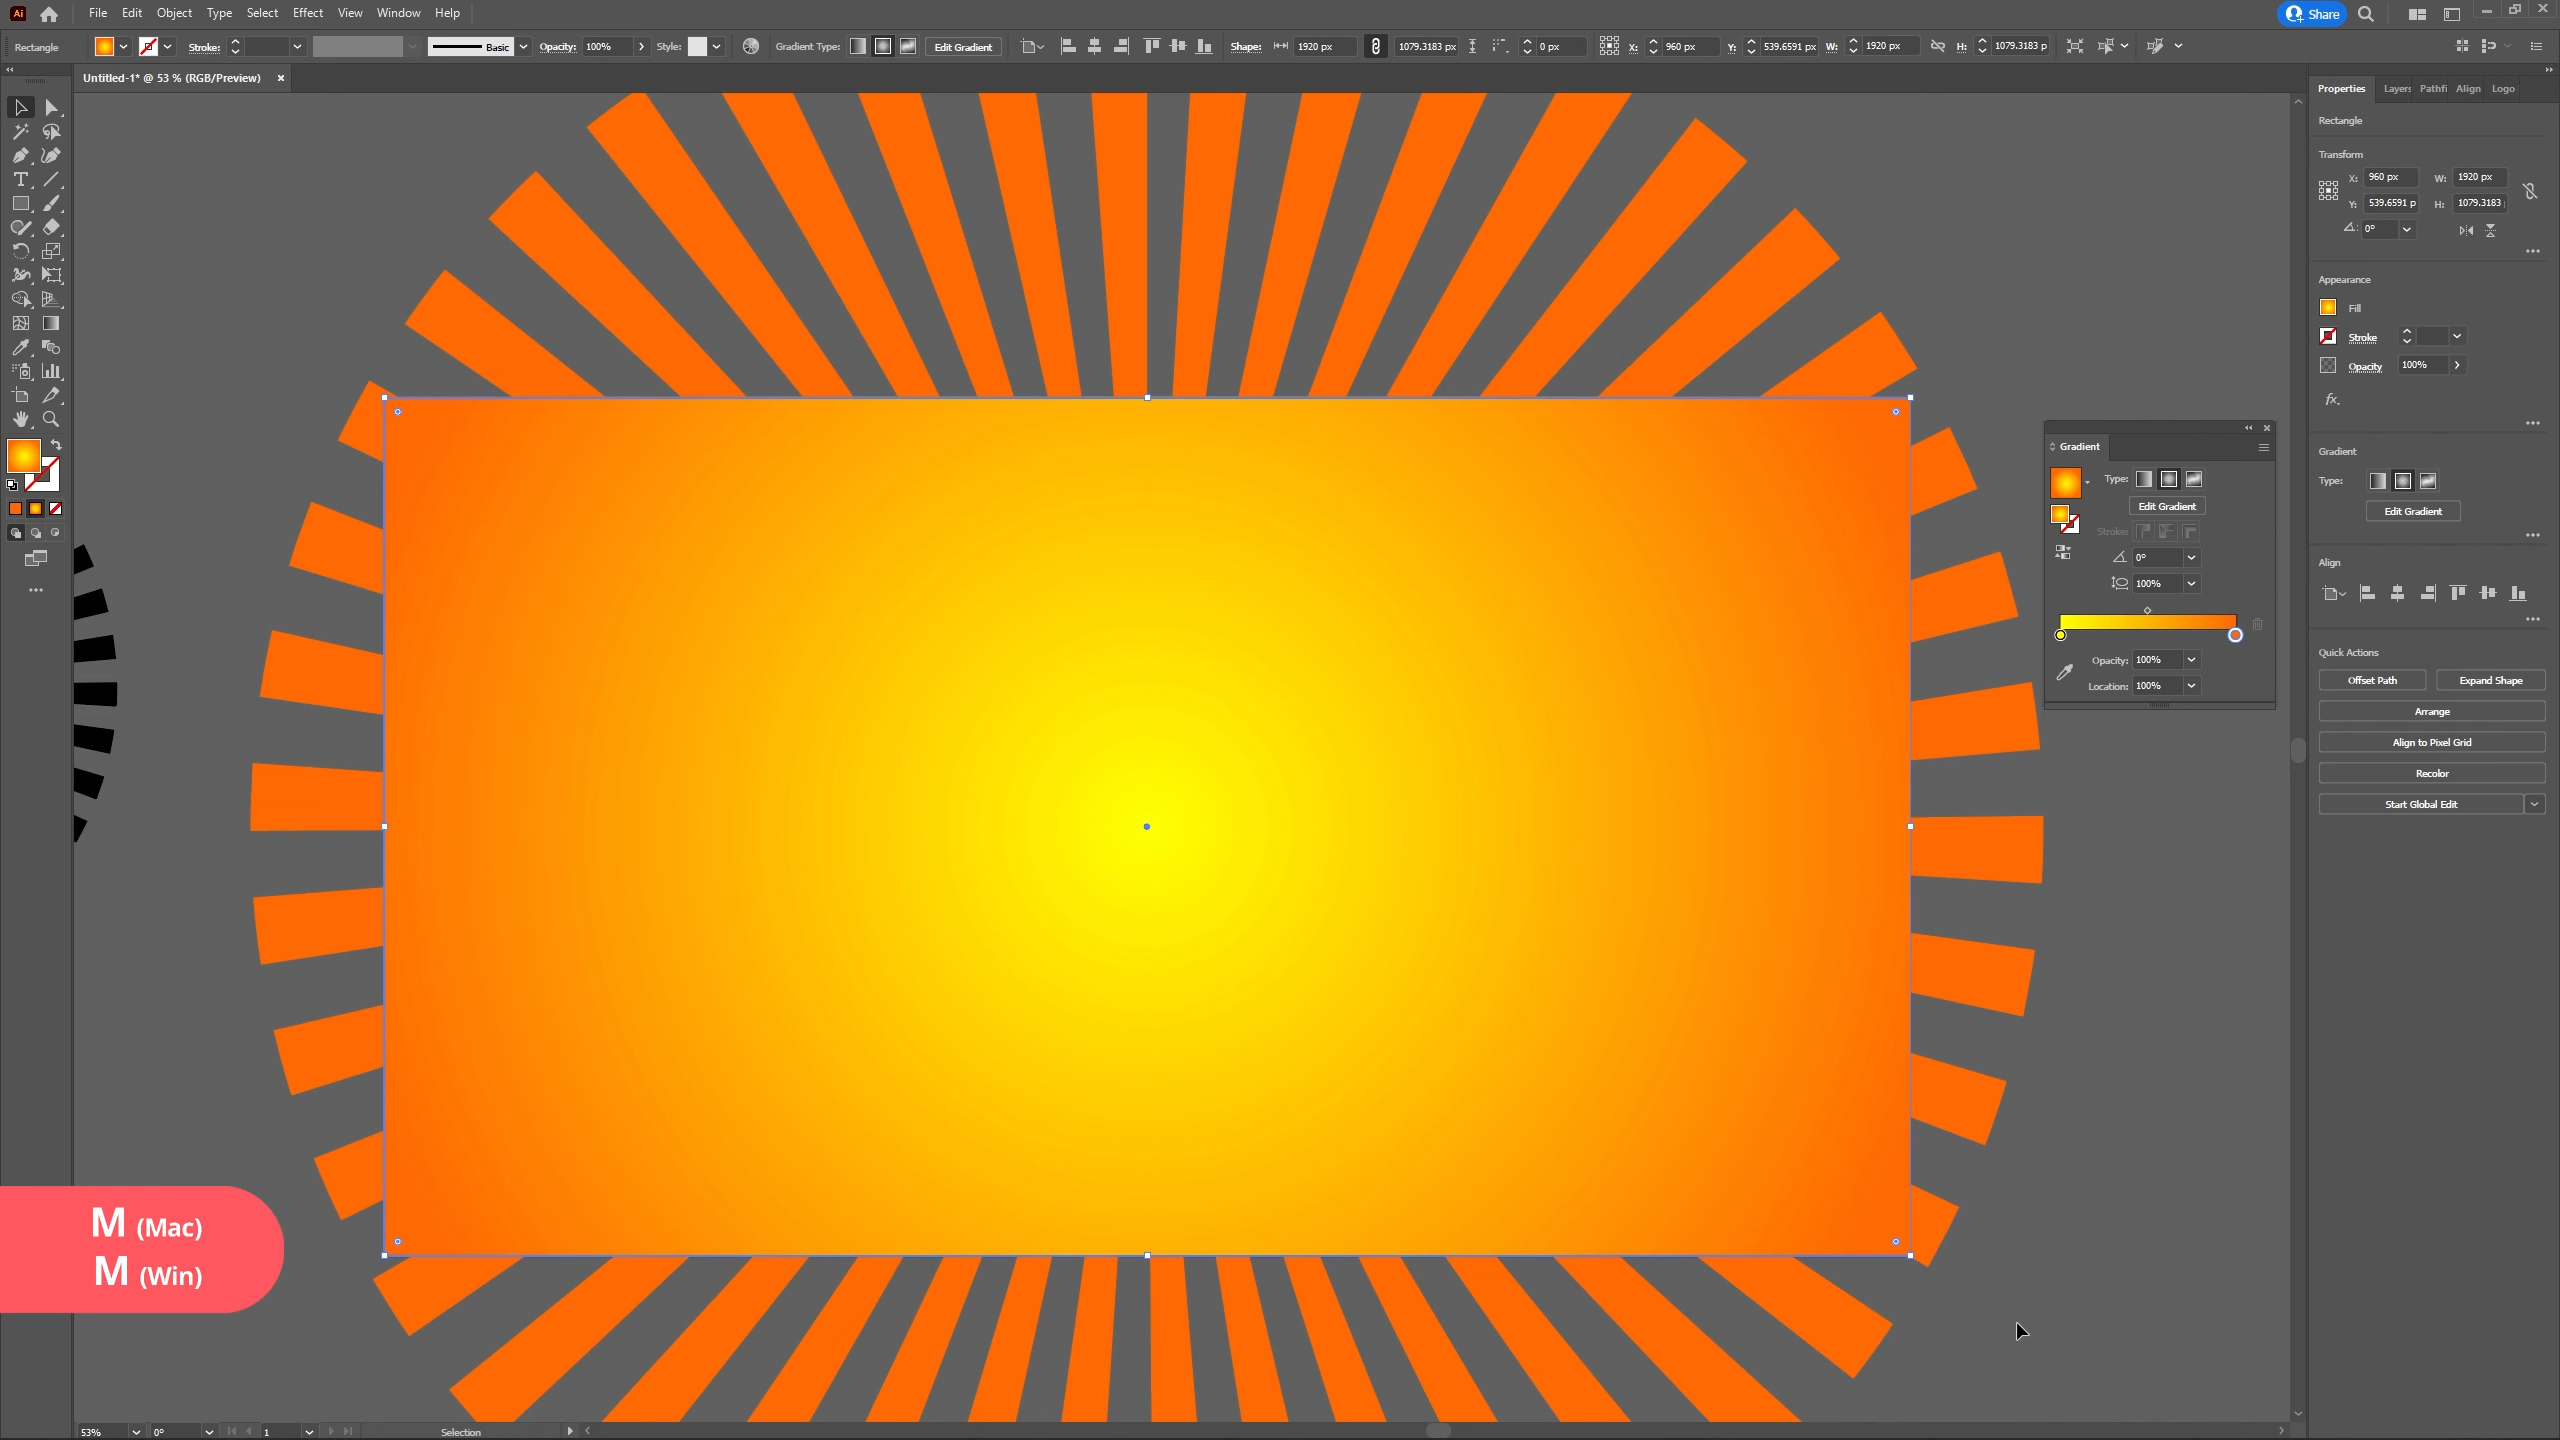 Ai File Edit Object Type Select Effect View Window Help Share
Rectangle Stroke: Basic Opacity: 100% Style: Gradient Type: Edit Gradient Shape: 1920 px 1079.3183 px 0 px X: 960 px Y: 539.6591 px W: 1920 px H: 1079.3183 p
Untitled-1* @ 53 % (RGB/Preview)
Properties Layers Pathfi Align Logo
Rectangle
Transform
X: 960 px W: 1920 px
Y: 539.6591 p H: 1079.3183
0°
Appearance
Fill
Stroke
Opacity 100%
fx.
Gradient
Type:
Edit Gradient
Align
Quick Actions
Offset Path Expand Shape
Arrange
Align to Pixel Grid
Recolor
Start Global Edit
Gradient
Type:
Edit Gradient
Stroke:
0°
100%
Opacity: 100%
Location: 100%
M (Mac)
M (Win)
53% 0° 1 Selection